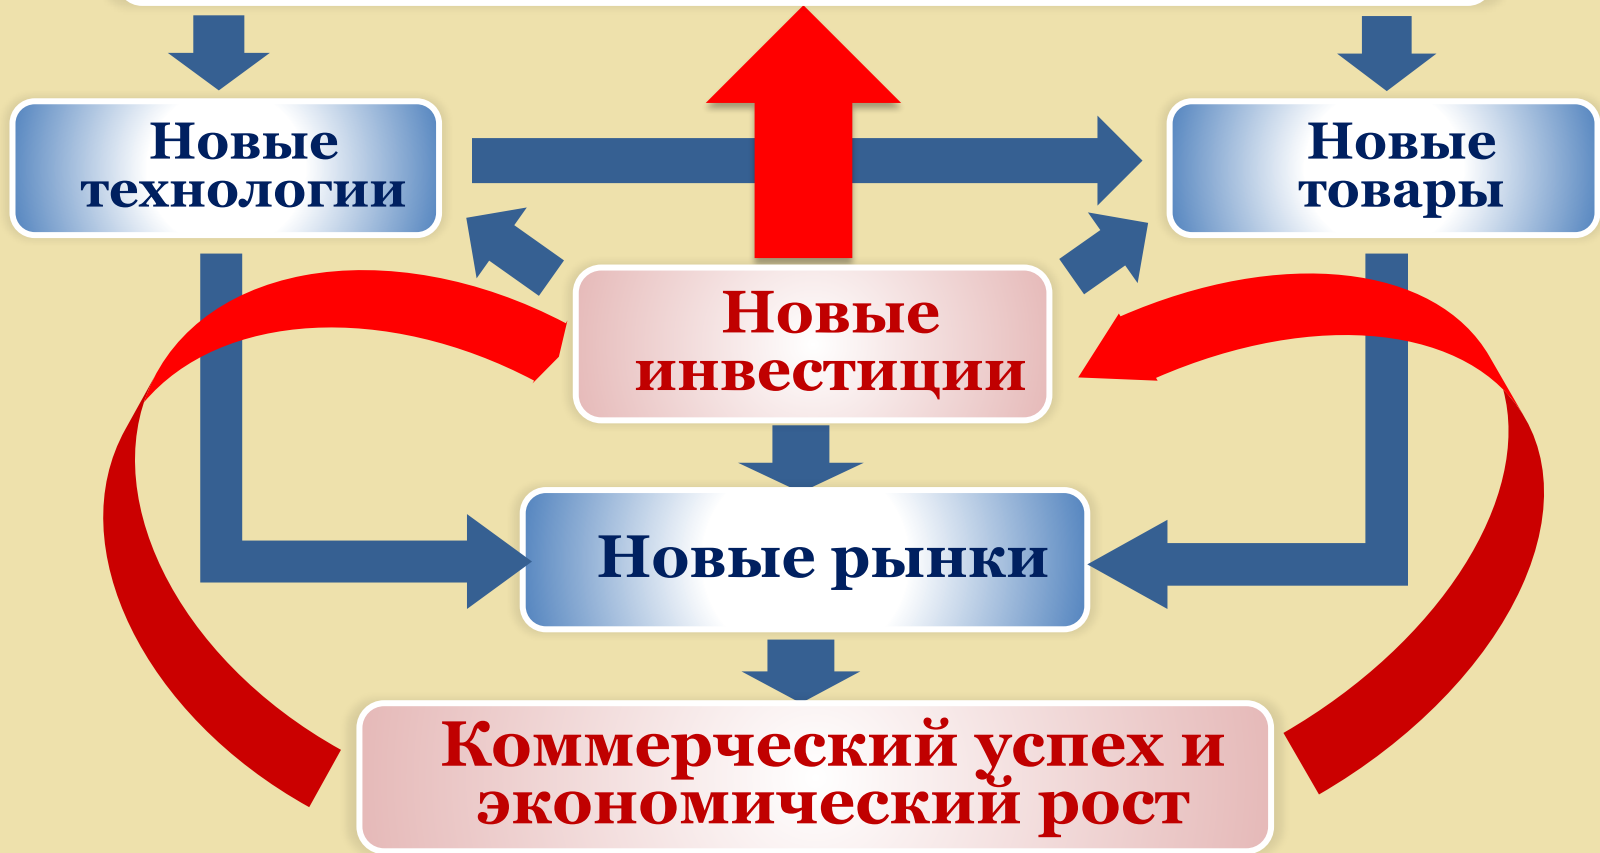 Новые
технологии
Новые
товары
Новые
инвестиции
Новые рынки
Коммерческий успех и
экономический рост